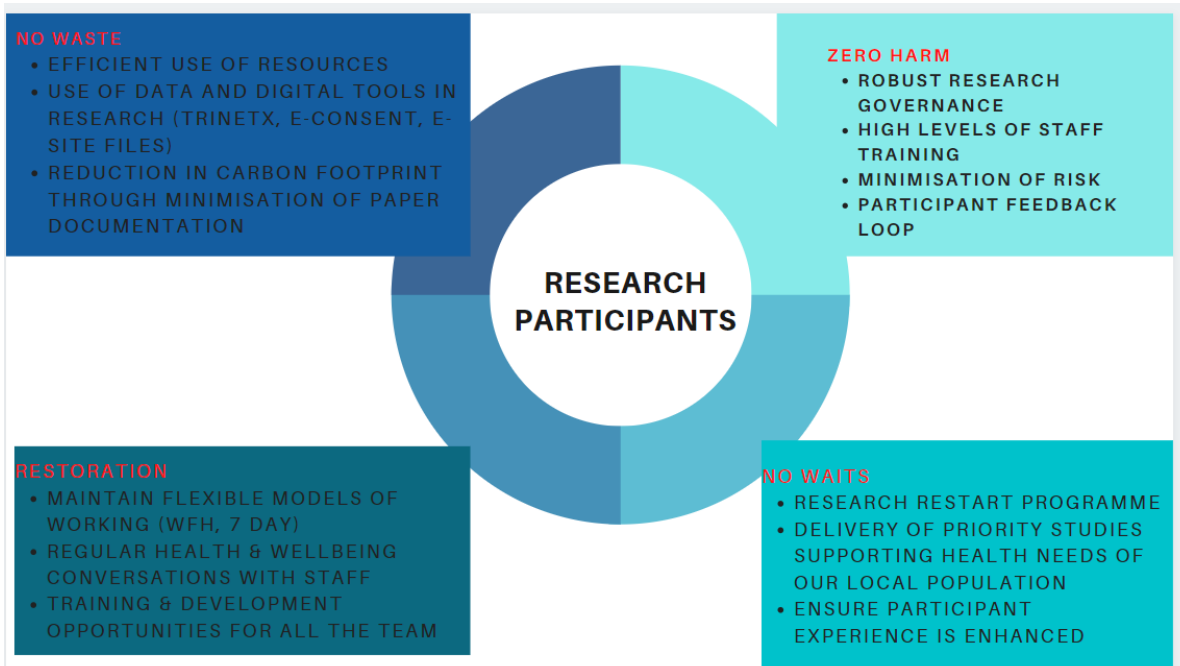 NO WASTE
• EFFICIENT USE OF RESOURCES
• USE OF DATA AND DIGITAL TOOLS IN
RESEARCH (TRINETX, E-CONSENT, E-
SITE FILES)
• REDUCTION IN CARBON FOOTPRINT
THROUGH MINIMISATION OF PAPER
DOCUMENTATION
ZERO HARM
• ROBUST RESEARCH
GOVERNANCE
• HIGH LEVELS OF STAFF
TRAINING
• MINIMISATION OF RISK
• PARTICIPANT FEEDBACK
LOOP
RESEARCH
PARTICIPANTS
RESTORATION
• MAINTAIN FLEXIBLE MODELS OF
WORKING (WFH, 7 DAY)
• REGULAR HEALTH & WELLBEING
CONVERSATIONS WITH STAFF
• TRAINING & DEVELOPMENT
OPPORTUNITIES FOR ALL THE TEAM
NO WAITS
• RESEARCH RESTART PROGRAMME
• DELIVERY OF PRIORITY STUDIES
SUPPORTING HEALTH NEEDS OF
OUR LOCAL POPULATION
• ENSURE PARTICIPANT
EXPERIENCE IS ENHANCED